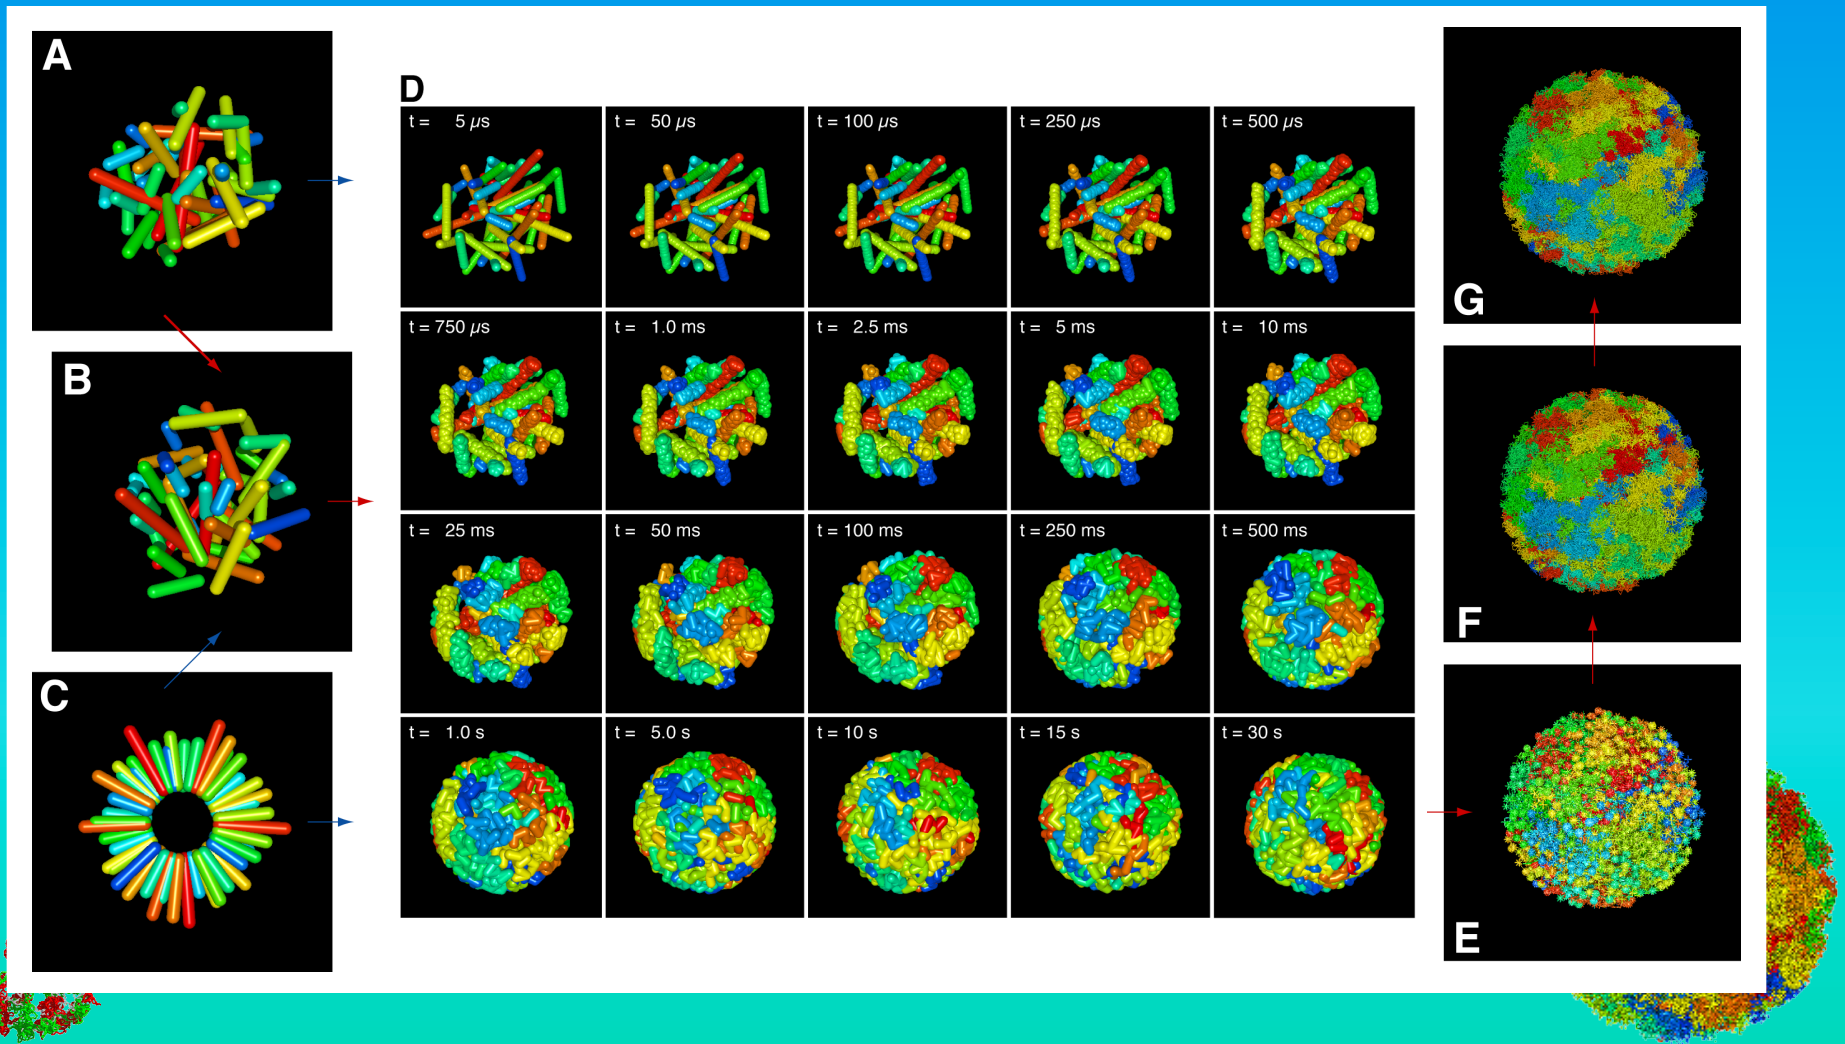 A
B
C
D
t = 5 µs
t = 50 µs
t = 100 µs
t = 250 µs
t = 500 µs
t = 750 µs
t = 1.0 ms
t = 2.5 ms
t = 5 ms
t = 10 ms
t = 25 ms
t = 50 ms
t = 100 ms
t = 250 ms
t = 500 ms
t = 1.0 s
t = 5.0 s
t = 10 s
t = 15 s
t = 30 s
G
F
E